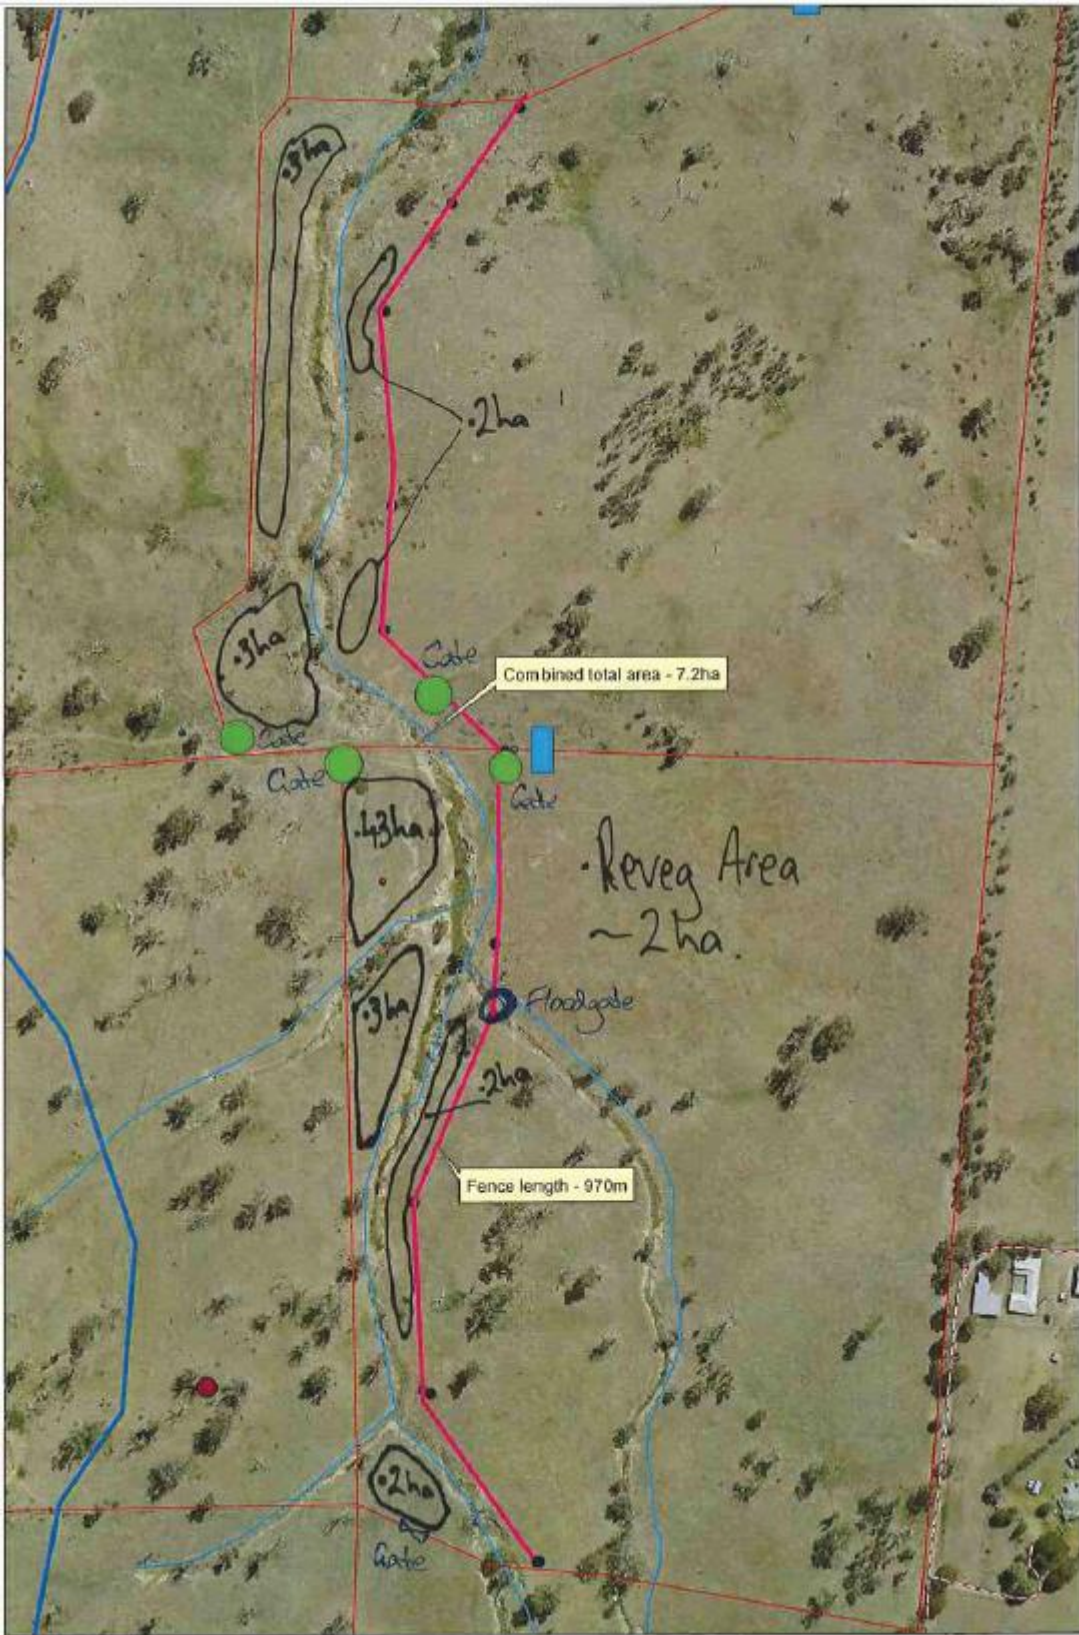 .3ha
.2ha
Gate
Combined total area - 7.2ha
.3ha
Gate
Gate
Gate
.43ha
.Reveg Area
~2ha.
.3ha
Floodgate
.2ha
Fence length - 970m
.2ha
Gate